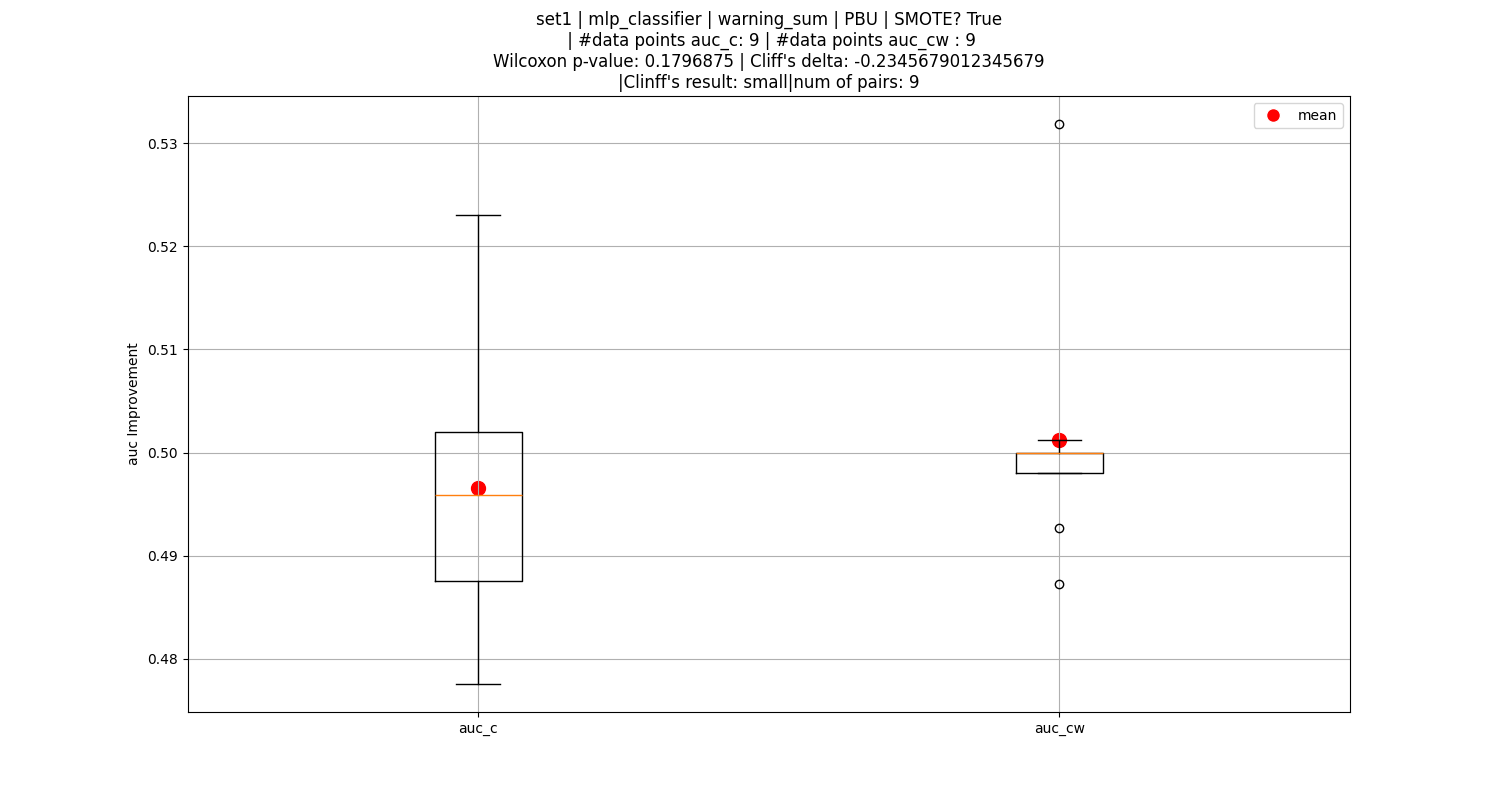 set1 | mlp_classifier | warning_sum | PBU | SMOTE? True
| #data points auc_c: 9 | #data points auc_cw : 9
Wilcoxon p-value: 0.1796875 | Cliff's delta: -0.2345679012345679
|Clinff's result: small|num of pairs: 9
mean
0.53
0.52
0.51
0.50
0.49
0.48
auc Improvement
auc_c
auc_cw